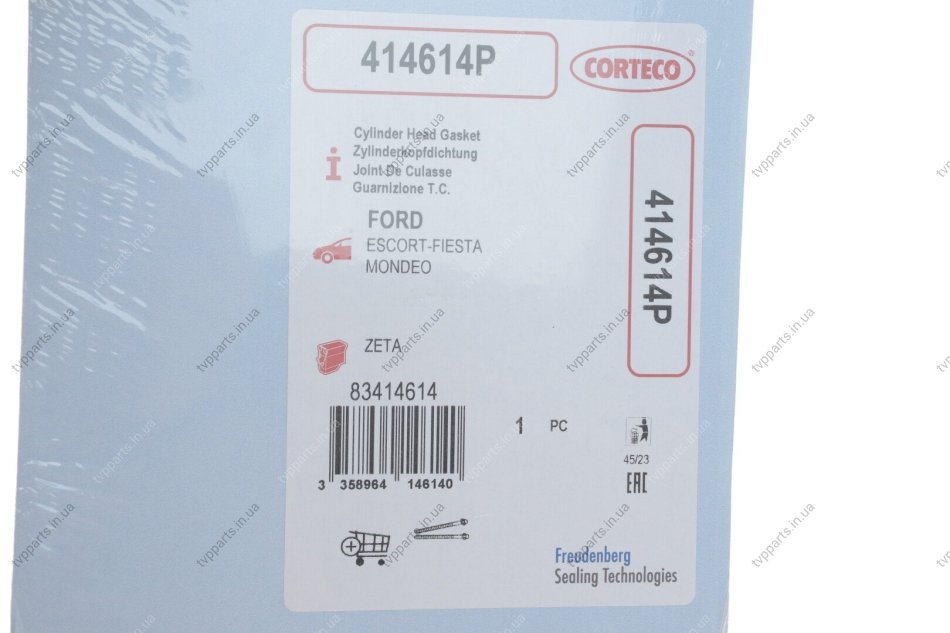 414614P
CORTECO®
Cylinder Head Gasket
Zylinderkopfdichtung
Joint De Culasse
Guarnizione T.C.
FORD
ESCORT-FIESTA
MONDEO
414614P
ZETA
83414614
3 358964 146140
1 PC
45/23
EAC
Freudenberg
Sealing Technologies
tvpparts.in.ua